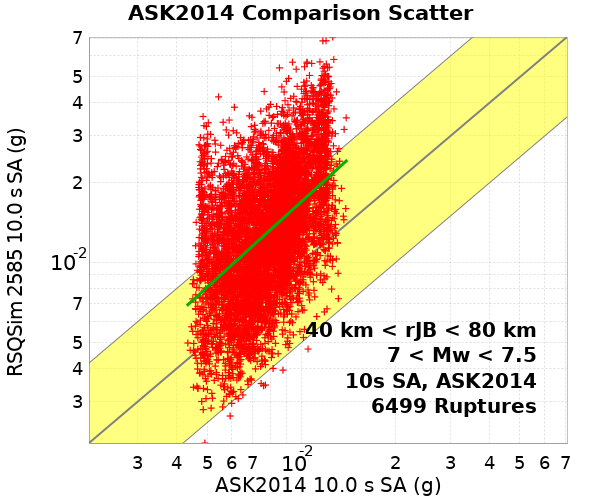 ASK2014 Comparison Scatter
RSQSim 2585 10.0 s SA (g)
7
5
4
3
2
10-2
7
5
4
3
40 km < rJB < 80 km
7 < Mw < 7.5
10s SA, ASK2014
6499 Ruptures
3 4 5 6 7 10-2 2 3 4 5 6 7
ASK2014 10.0 s SA (g)